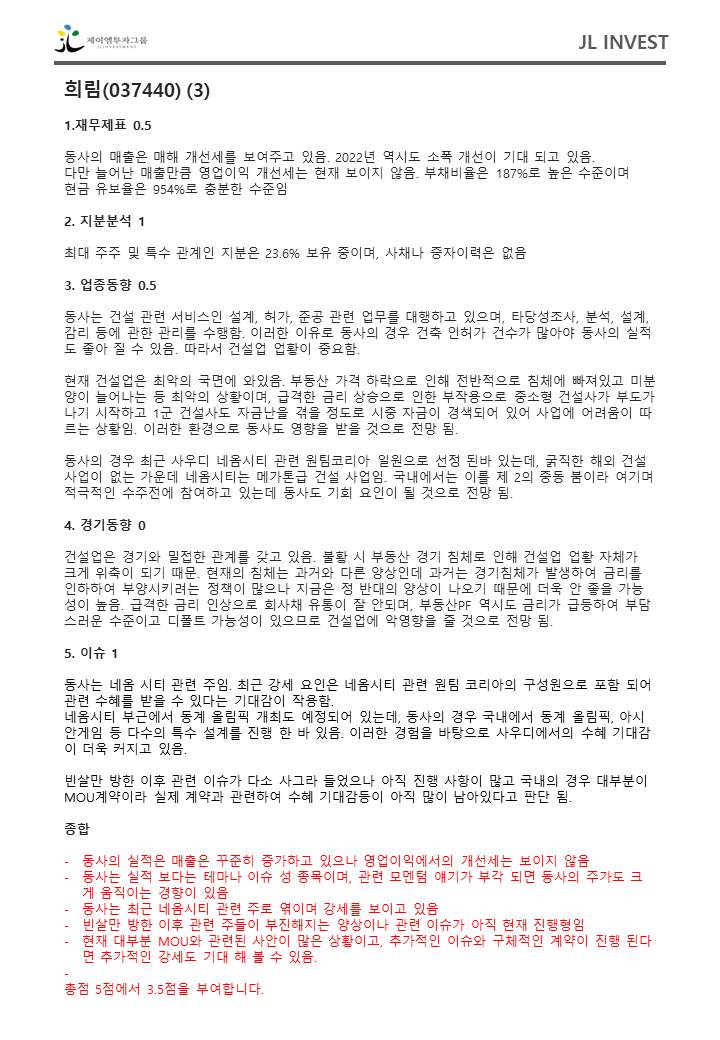 제이엘투자그룹
JLINVESTMENT
JL INVEST
희림(037440) (3)
1.재무제표 0.5
동사의 매출은 매해 개선세를 보여주고 있음. 2022년 역시도 소폭 개선이 기대 되고 있음.
다만 늘어난 매출만큼 영업이익 개선세는 현재 보이지 않음. 부채비율은 187%로 높은 수준이며
현금 유보율은 954%로 충분한 수준임
2. 지분분석 1
최대 주주 및 특수 관계인 지분은 23.6% 보유 중이며, 사채나 증자이력은 없음
3. 업종동향 0.5
동사는 건설 관련 서비스인 설계, 허가, 준공 관련 업무를 대행하고 있으며, 타당성조사, 분석, 설계,
감리 등에 관한 관리를 수행함. 이러한 이유로 동사의 경우 건축 인허가 건수가 많아야 동사의 실적
도 좋아 질 수 있음. 따라서 건설업 업황이 중요함.
현재 건설업은 최악의 국면에 와있음. 부동산 가격 하락으로 인해 전반적으로 침체에 빠져있고 미분
양이 늘어나는 등 최악의 상황이며, 급격한 금리 상승으로 인한 부작용으로 중소형 건설사가 부도가
나기 시작하고 1군 건설사도 자금난을 겪을 정도로 시중 자금이 경색되어 있어 사업에 어려움이 따
르는 상황임. 이러한 환경으로 동사도 영향을 받을 것으로 전망 됨.
동사의 경우 최근 사우디 네옴시티 관련 원팀코리아 일원으로 선정 된바 있는데, 굵직한 해외 건설
사업이 없는 가운데 네옴시티는 메가톤급 건설 사업임. 국내에서는 이를 제 2의 중동 붐이라 여기며
적극적인 수주전에 참여하고 있는데 동사도 기회 요인이 될 것으로 전망 됨.
4. 경기동향 0
건설업은 경기와 밀접한 관계를 갖고 있음. 불황 시 부동산 경기 침체로 인해 건설업 업황 자체가
크게 위축이 되기 때문. 현재의 침체는 과거와 다른 양상인데 과거는 경기침체가 발생하여 금리를
인하하여 부양시키려는 정책이 많으나 지금은 정 반대의 양상이 나오기 때문에 더욱 안 좋을 가능
성이 높음. 급격한 금리 인상으로 회사채 유통이 잘 안되며, 부동산PF 역시도 금리가 급등하여 부담
스러운 수준이고 디폴트 가능성이 있으므로 건설업에 악영향을 줄 것으로 전망 됨.
5. 이슈 1
동사는 네옴 시티 관련 주임. 최근 강세 요인은 네옴시티 관련 원팀 코리아의 구성원으로 포함 되어
관련 수혜를 받을 수 있다는 기대감이 작용함.
네옴시티 부근에서 동계 올림픽 개최도 예정되어 있는데, 동사의 경우 국내에서 동계 올림픽, 아시
안게임 등 다수의 특수 설계를 진행 한 바 있음. 이러한 경험을 바탕으로 사우디에서의 수혜 기대감
이 더욱 커지고 있음.
빈살만 방한 이후 관련 이슈가 다소 사그라 들었으나 아직 진행 사항이 많고 국내의 경우 대부분이
MOU계약이라 실제 계약과 관련하여 수혜 기대감등이 아직 많이 남아있다고 판단 됨.
종합
- 동사의 실적은 매출은 꾸준히 증가하고 있으나 영업이익에서의 개선세는 보이지 않음
- 동사는 실적 보다는 테마나 이슈 성 종목이며, 관련 모멘텀 얘기가 부각 되면 동사의 주가도 크
게 움직이는 경향이 있음
- 동사는 최근 네옴시티 관련 주로 엮이며 강세를 보이고 있음
- 빈살만 방한 이후 관련 주들이 부진해지는 양상이나 관련 이슈가 아직 현재 진행형임
- 현재 대부분 MOU와 관련된 사안이 많은 상황이고, 추가적인 이슈와 구체적인 계약이 진행 된다
면 추가적인 강세도 기대 해 볼 수 있음.
-
총점 5점에서 3.5점을 부여합니다.